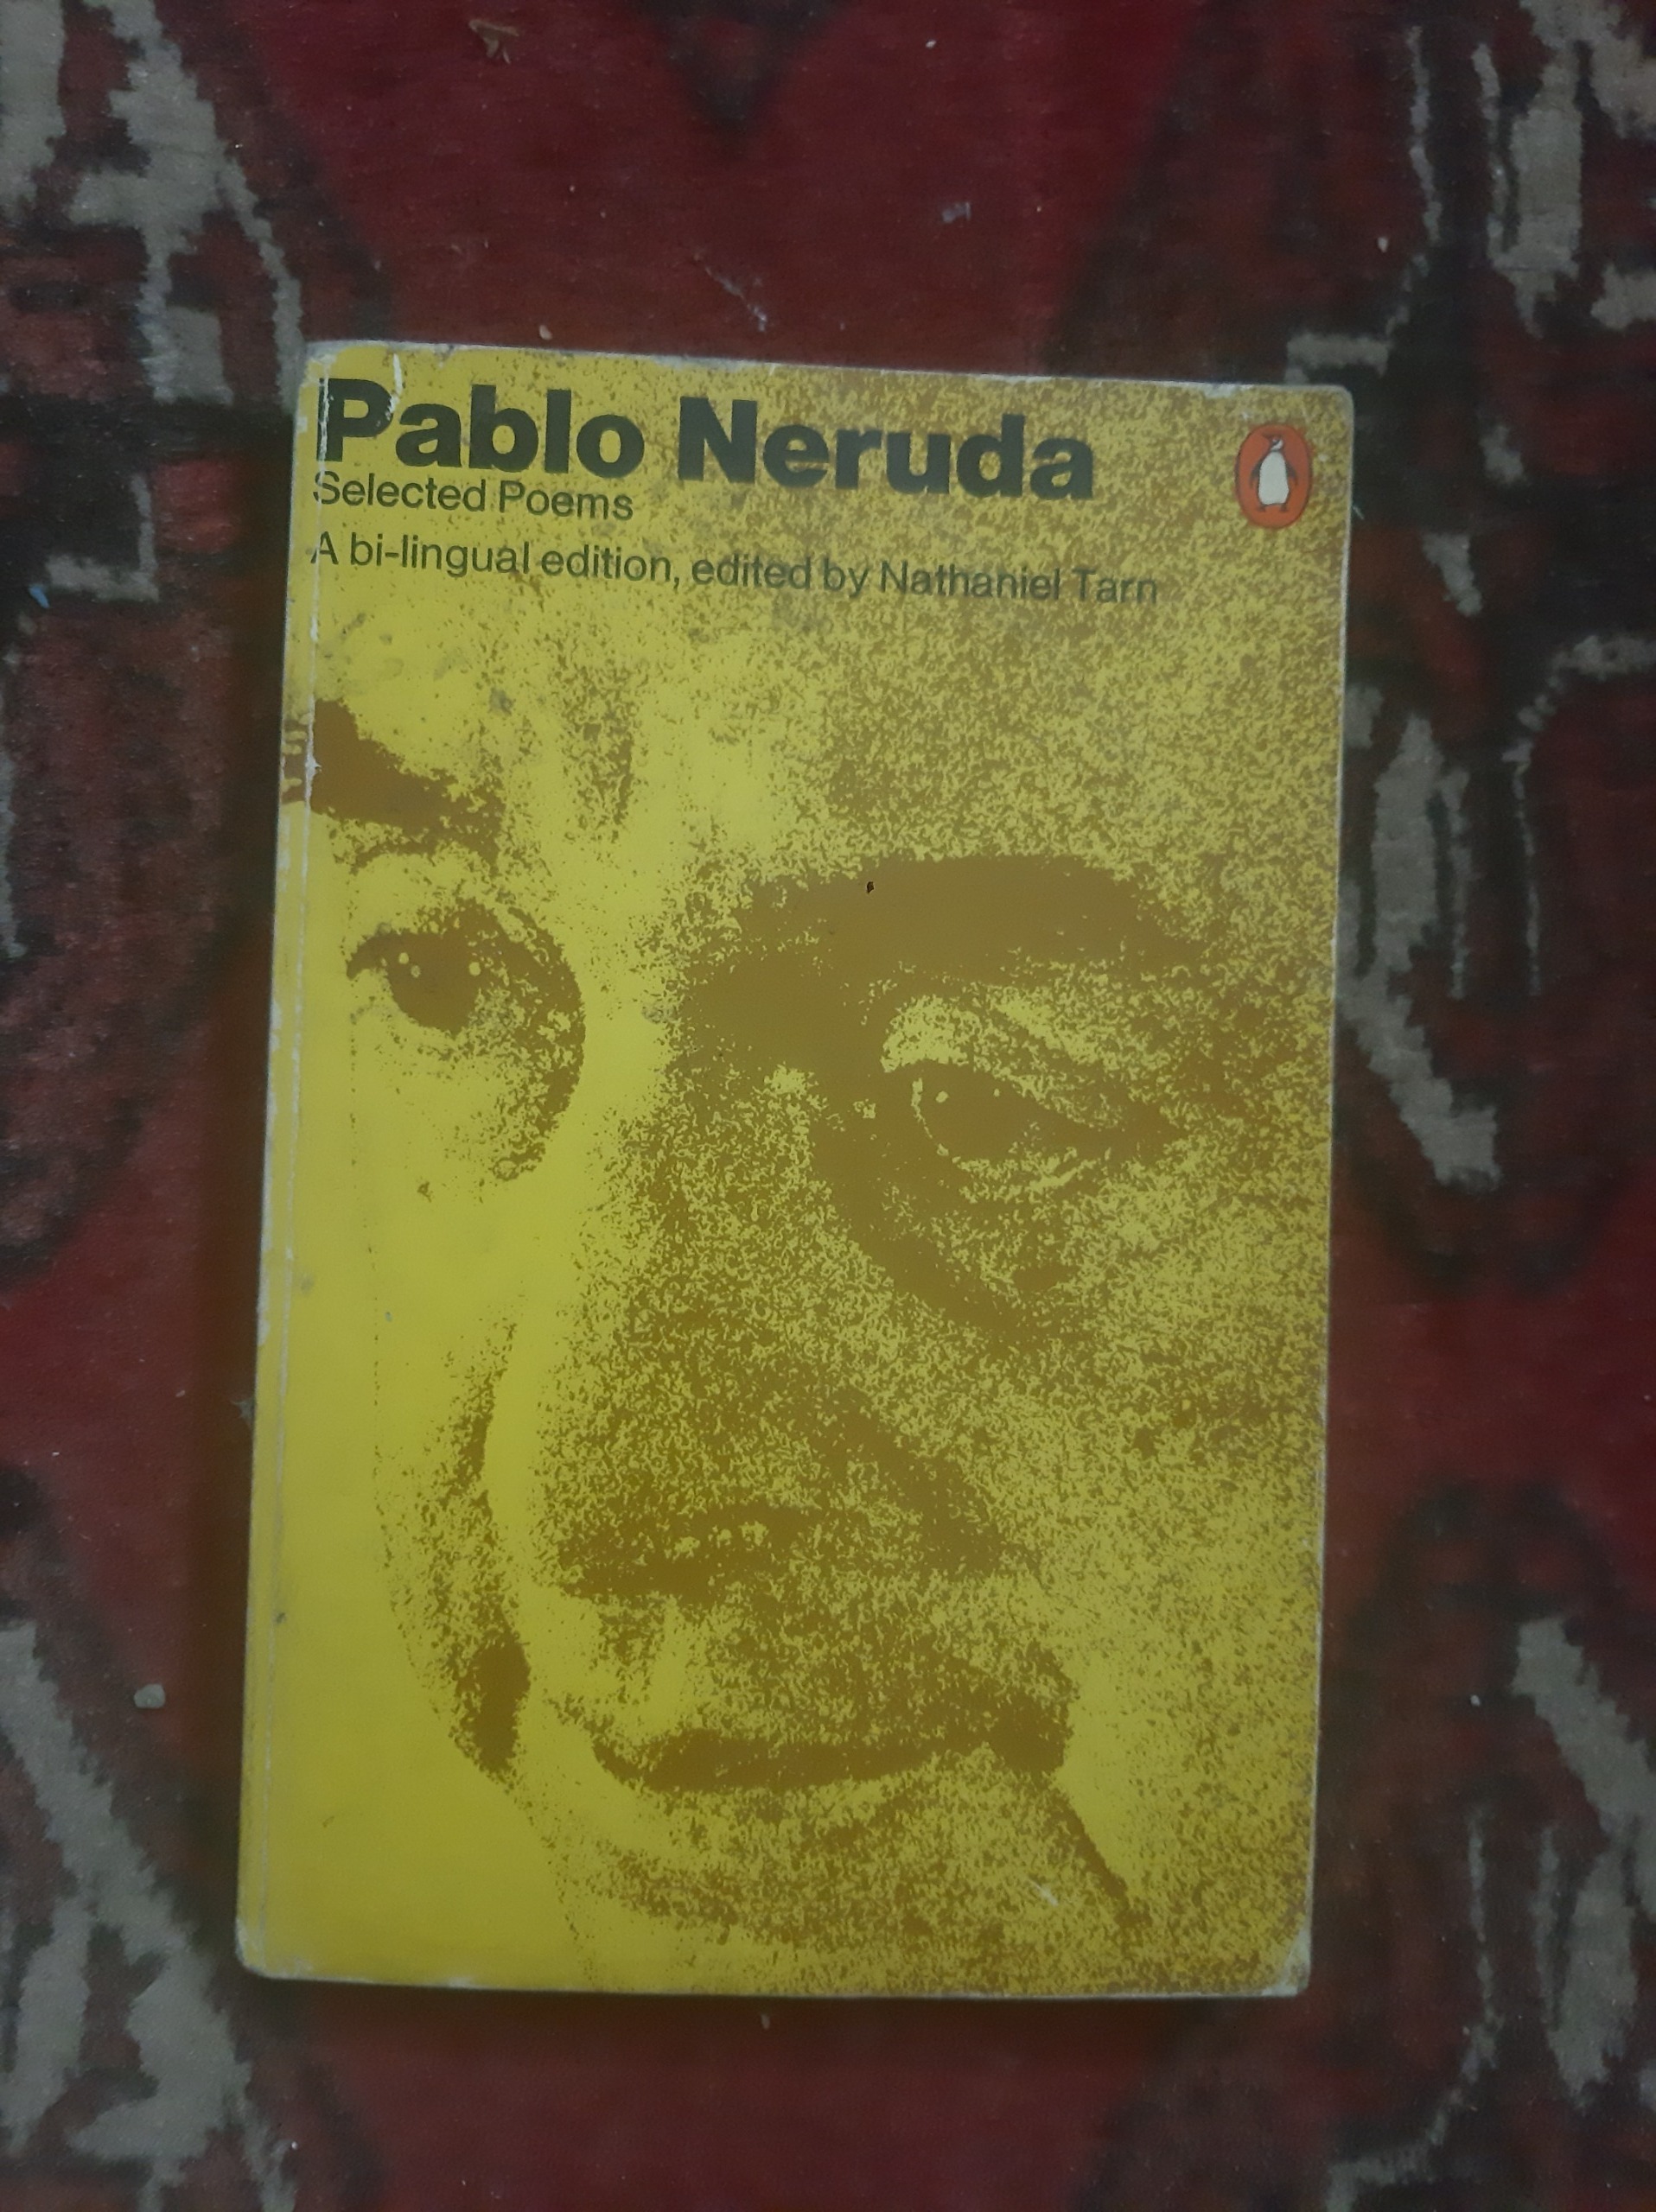 Pablo Neruda
Selected Poems
A bi-lingual edition, edited by Nathaniel Tarn